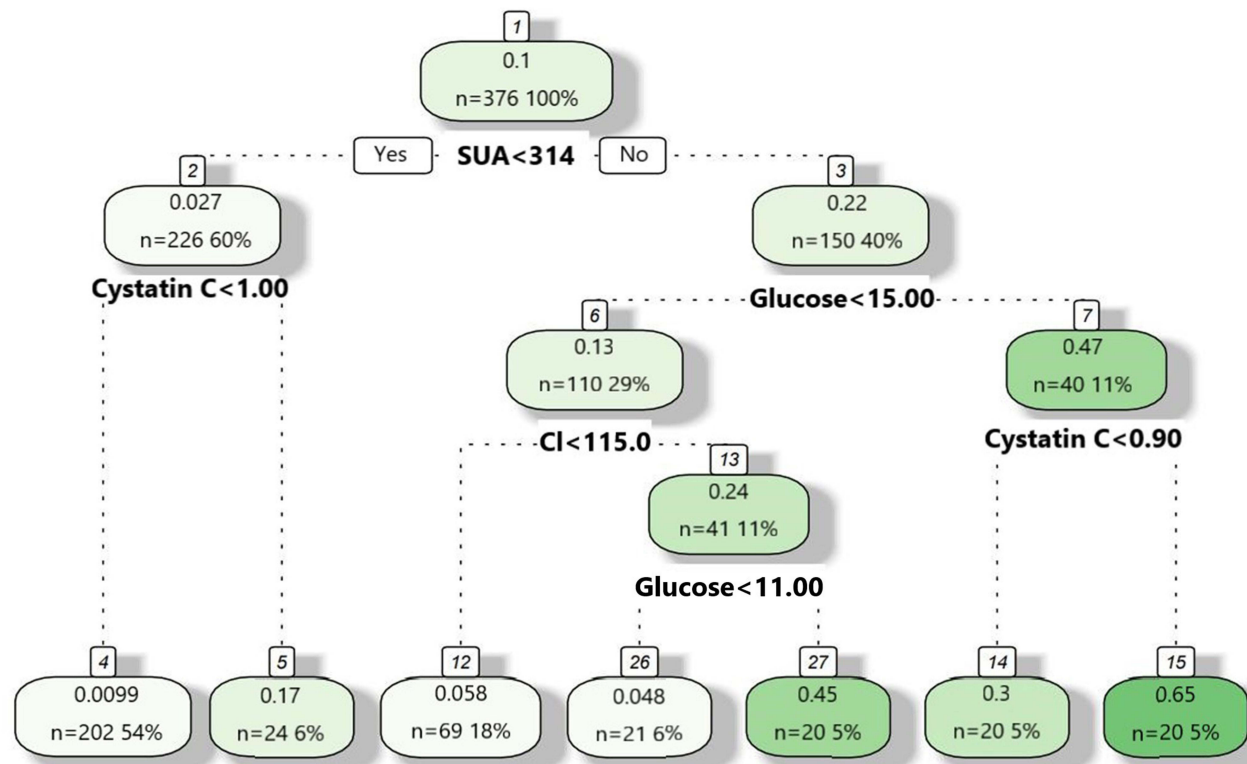 1
0.1
n=376 100%
Yes SUA<314 No
2
0.027
n=226 60%
3
0.22
n=150 40%
Cystatin C<1.00
Glucose<15.00
6
0.13
n=110 29%
7
0.47
n=40 11%
Cl<115.0
Cystatin C<0.90
13
0.24
n=41 11%
Glucose<11.00
4
0.0099
n=202 54%
5
0.17
n=24 6%
12
0.058
n=69 18%
26
0.048
n=21 6%
27
0.45
n=20 5%
14
0.3
n=20 5%
15
0.65
n=20 5%